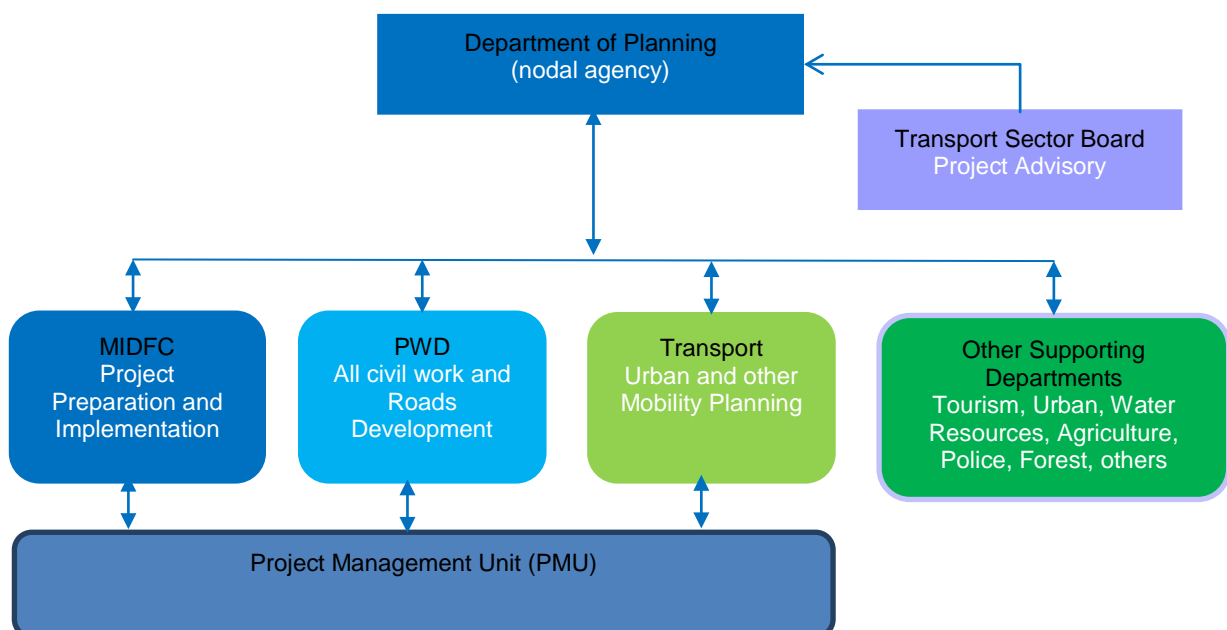 Department of Planning
(nodal agency)
Transport Sector Board
Project Advisory
MIDFC
Project
Preparation and
Implementation
PWD
All civil work and
Roads
Development
Transport
Urban and other
Mobility Planning
Other Supporting
Departments
Tourism, Urban, Water
Resources, Agriculture,
Police, Forest, others
Project Management Unit (PMU)